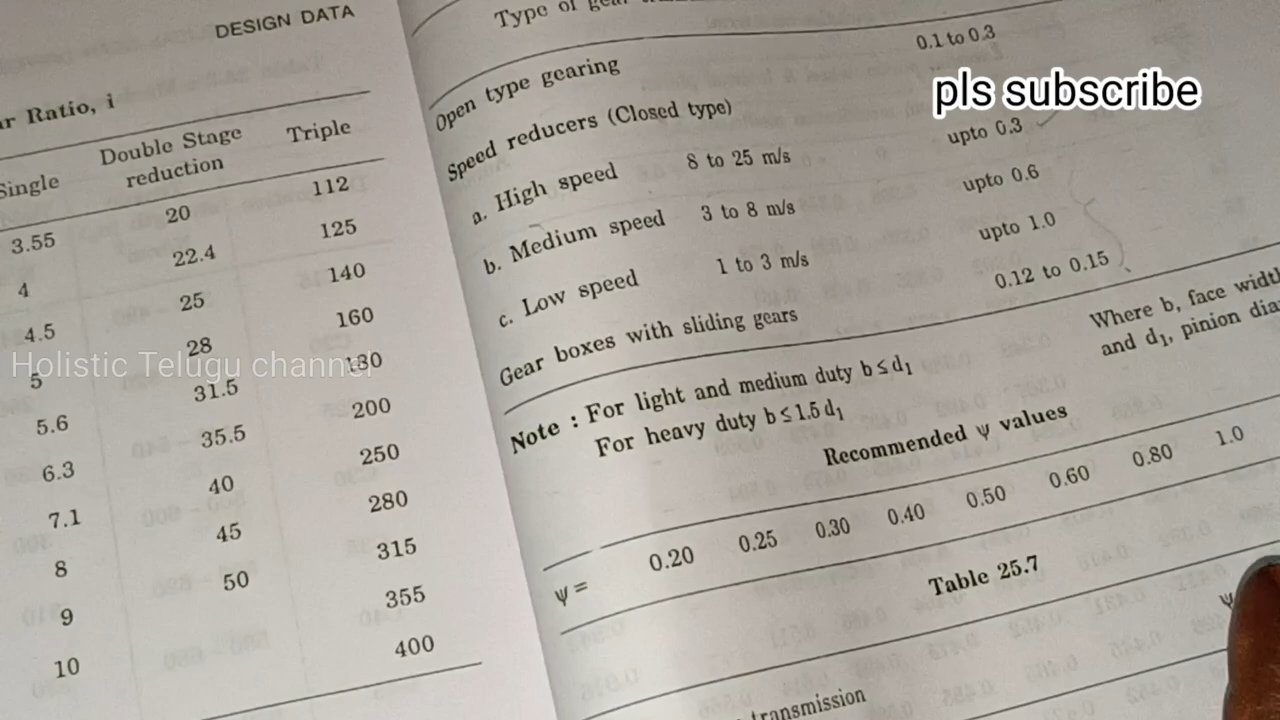 DESIGN DATA
Ratio, i
Single Double Stage reduction Triple
3.55 20 112
4 22.4 125
4.5 25 140
5 28 160
5.6 31.5
6.3 35.5 200
7.1 40 250
8 45 280
9 50 315
10 355
400
Type of gear
Open type gearing 0.1 to 0.3
Speed reducers (Closed type)
a. High speed 8 to 25 m/s upto 0.3
b. Medium speed 3 to 8 m/s upto 0.6
c. Low speed 1 to 3 m/s upto 1.0
Gear boxes with sliding gears 0.12 to 0.15
Note : For light and medium duty b ≤ d₁
For heavy duty b ≤ 1.5 d₁
Where b, face width
and d₁, pinion
Recommended ψ values
ψ = 0.20 0.25 0.30 0.40 0.50 0.60 0.80 1.0
Table 25.7
ψ
transmission
pls subscribe
Holistic Telugu channel